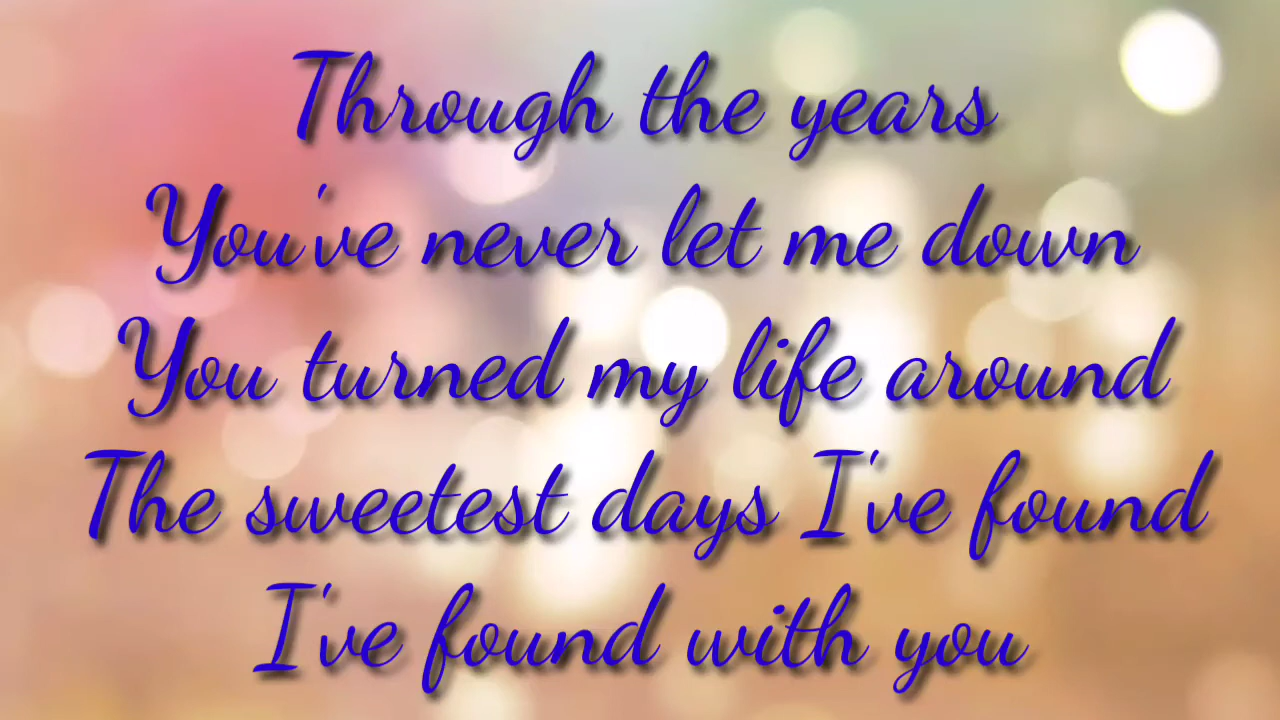 Through the years
You've never let me down
You turned my life around
The sweetest days I've found
I've found with you